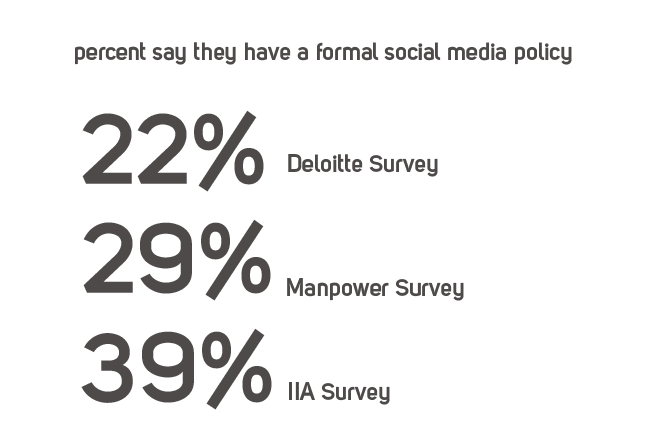 percent say they have a formal social media policy
22% Deloitte Survey
29% Manpower Survey
39% IIA Survey